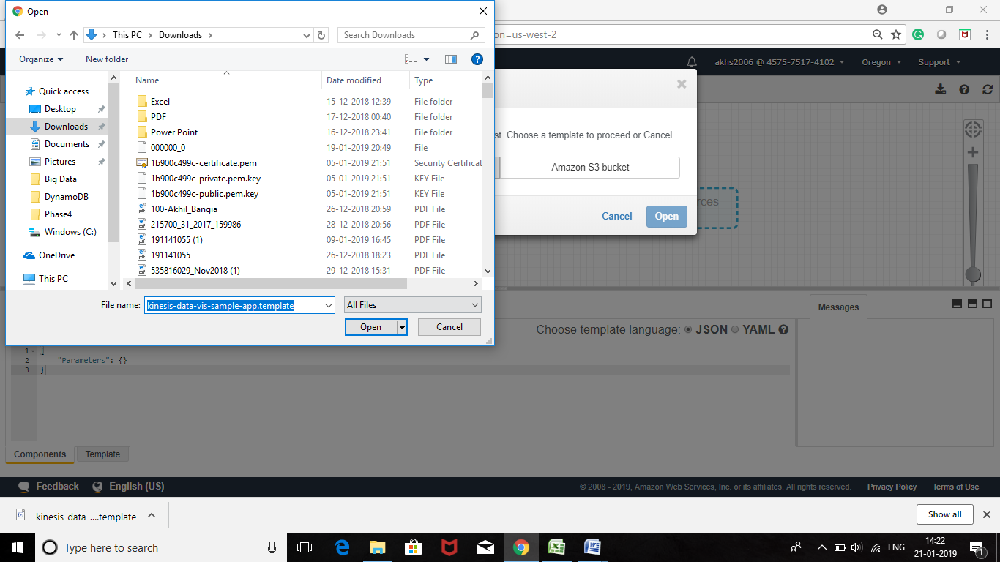 Open
on=us-west-2
This PC > Downloads >
Search Downloads
Organize
New folder
akhs2006 @ 4575-7517-4102
Oregon
Support
Quick access
Desktop
Downloads
Documents
Pictures
Big Data
DynamoDB
Phase4
Windows (C:)
OneDrive
This PC
Name Date modified Type
Excel 15-12-2018 12:39 File folder
PDF 17-12-2018 00:40 File folder
Power Point 16-12-2018 23:41 File folder
000000_0 19-01-2019 20:49 File
1b900c499c-certificate.pem 05-01-2019 21:51 Security Certificat
1b900c499c-private.pem.key 05-01-2019 21:51 KEY File
1b900c499c-public.pem.key 05-01-2019 21:51 KEY File
100-Akhil_Bangia 26-12-2018 20:59 PDF File
215700_31_2017_159986 28-12-2018 20:56 PDF File
191141055 (1) 09-01-2019 16:45 PDF File
191141055 26-12-2018 18:23 PDF File
535816029_Nov2018 (1) 29-12-2018 15:31 PDF File
File name: kinesis-data-vis-sample-app.template
All Files
Open
Cancel
st. Choose a template to proceed or Cancel
Amazon S3 bucket
Cancel
Open
rces
Messages
Choose template language: JSON YAML
1 {
2 "Parameters": {}
3 }
Components
Template
Feedback
English (US)
© 2008 - 2019, Amazon Web Services, Inc. or its affiliates. All rights reserved.
Privacy Policy
Terms of Use
kinesis-data-....template
Show all
Type here to search
ENG
14:22
21-01-2019
1